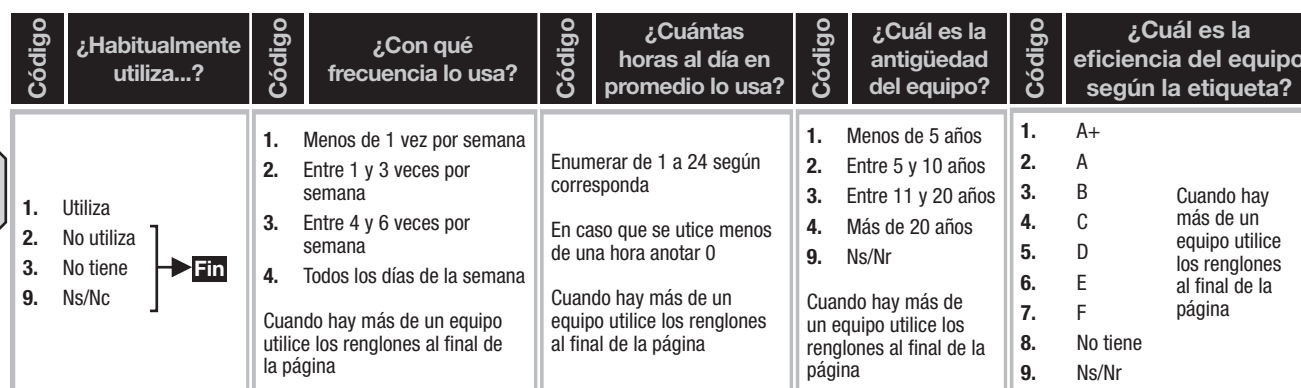 Código
¿Habitualmente
utiliza...?
Código
¿Con qué
frecuencia lo usa?
Código
¿Cuántas
horas al día en
promedio lo usa?
Código
¿Cuál es la
antigüedad
del equipo?
Código
¿Cuál es la
eficiencia del equipo
según la etiqueta?
1. Utiliza
2. No utiliza
3. No tiene
9. Ns/Nc
Fin
1. Menos de 1 vez por semana
2. Entre 1 y 3 veces por
semana
3. Entre 4 y 6 veces por
semana
4. Todos los días de la semana
Cuando hay más de un equipo
utilice los renglones al final de
la página
Enumerar de 1 a 24 según
corresponda
En caso que se utice menos
de una hora anotar 0
Cuando hay más de un
equipo utilice los renglones
al final de la página
1. Menos de 5 años
2. Entre 5 y 10 años
3. Entre 11 y 20 años
4. Más de 20 años
9. Ns/Nr
Cuando hay más de
un equipo utilice los
renglones al final de la
página
1. A+
2. A
3. B
4. C
5. D
6. E
7. F
8. No tiene
9. Ns/Nr
Cuando hay
más de un
equipo utilice
los renglones
al final de la
página